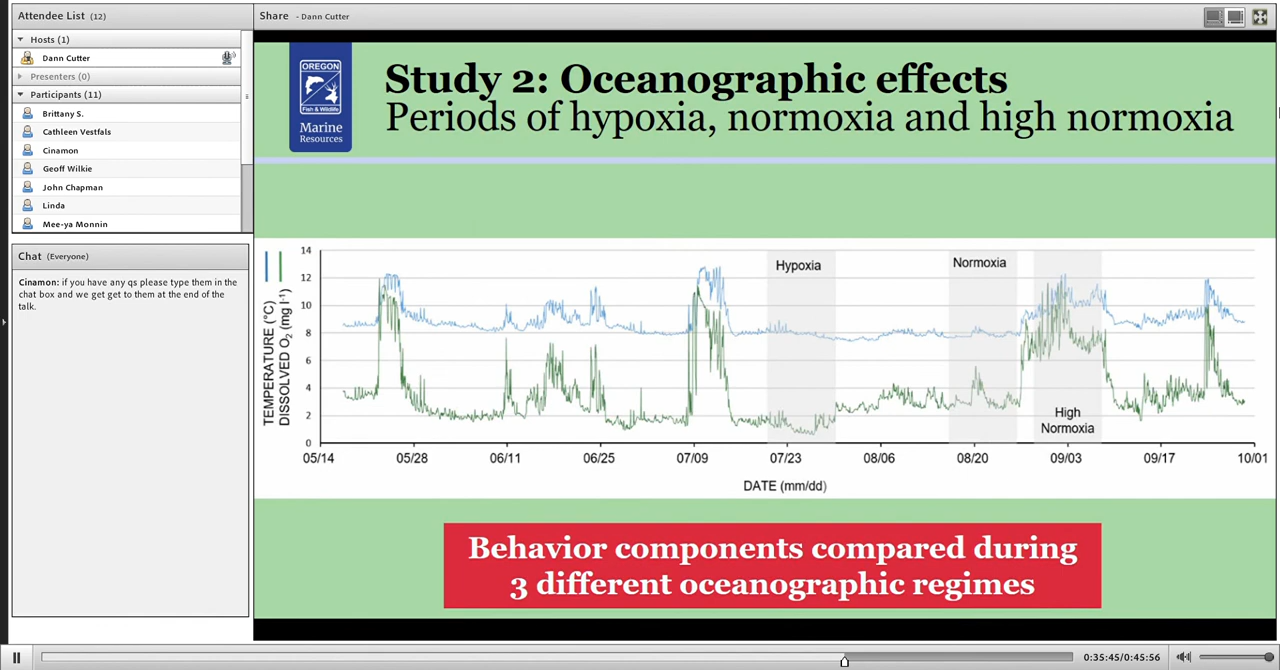 Attendee List (12)
Hosts (1)
Dann Cutter
Presenters (0)
Participants (11)
Brittany S.
Cathleen Vestfals
Cinamon
Geoff Wilkie
John Chapman
Linda
Mee-ya Monnin
Chat (Everyone)
Cinamon: if you have any qs please type them in the
chat box and we get get to them at the end of the
talk.
Share - Dann Cutter
OREGON
Fish & Wildlife
Marine
Resources
Study 2: Oceanographic effects
Periods of hypoxia, normoxia and high normoxia
TEMPERATURE (°C)
DISSOLVED O₂, (mg l⁻¹)
14
12
10
8
6
4
2
0
Hypoxia
Normoxia
High
Normoxia
05/14 05/28 06/11 06/25 07/09 07/23 08/06 08/20 09/03 09/17 10/01
DATE (mm/dd)
Behavior components compared during
3 different oceanographic regimes
0:35:45/0:45:56